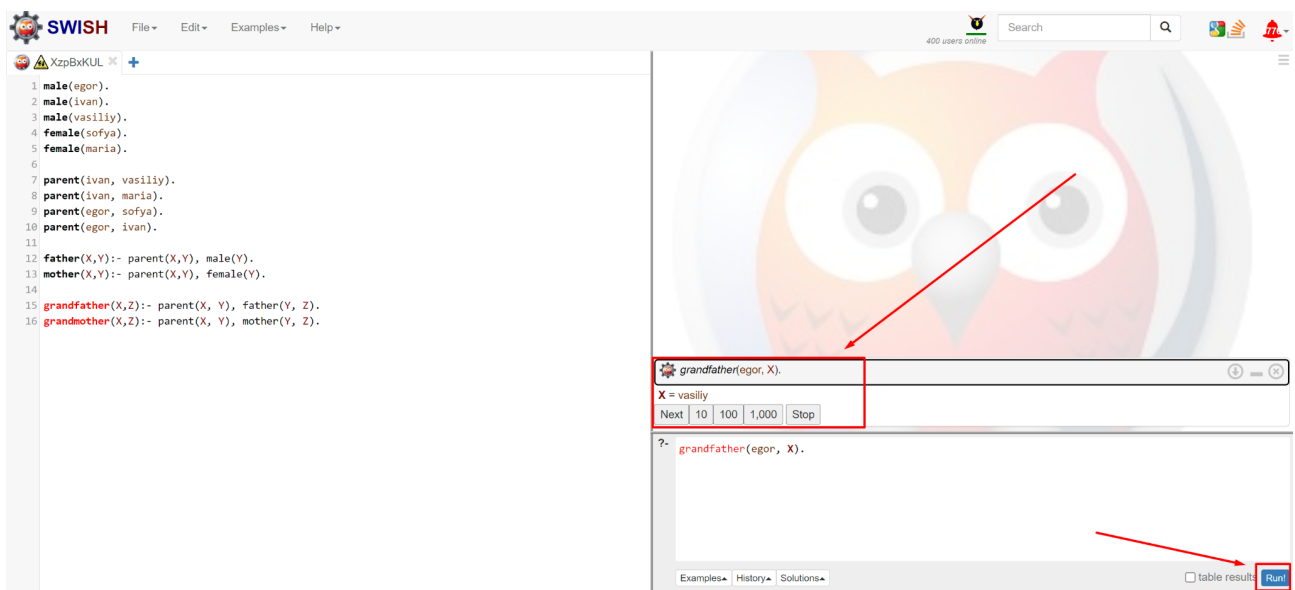 SWISH File Edit Examples Help 400 users online Search
XzpBxKUL
1 male(egor).
2 male(ivan).
3 male(vasiliy).
4 female(sofya).
5 female(maria).
6
7 parent(ivan, vasiliy).
8 parent(ivan, maria).
9 parent(egor, sofya).
10 parent(egor, ivan).
11
12 father(X,Y):- parent(X,Y), male(Y).
13 mother(X,Y):- parent(X,Y), female(Y).
14
15 grandfather(X,Z):- parent(X, Y), father(Y, Z).
16 grandmother(X,Z):- parent(X, Y), mother(Y, Z).
grandfather(egor, X).
X = vasiliy
Next 10 100 1,000 Stop
?- grandfather(egor, X).
Examples History Solutions table results Run!